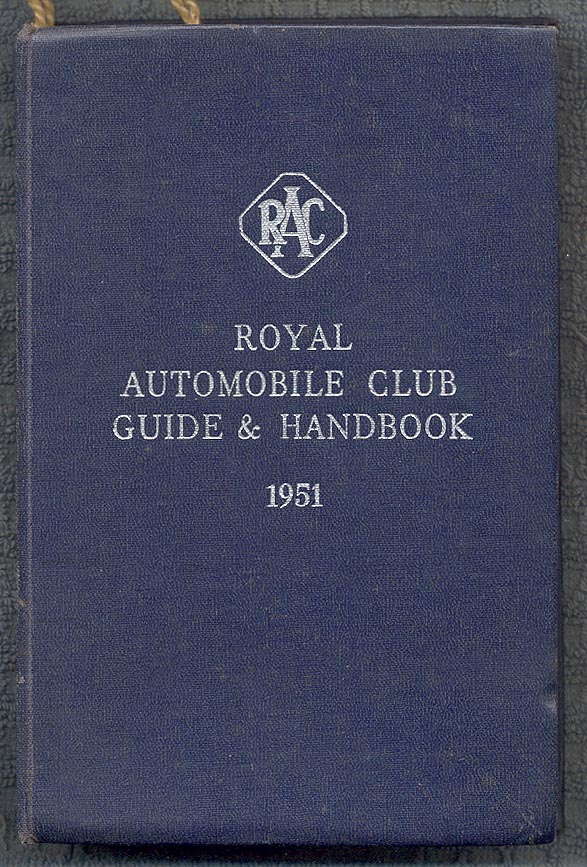 RAC
ROYAL
AUTOMOBILE CLUB
GUIDE & HANDBOOK
1951